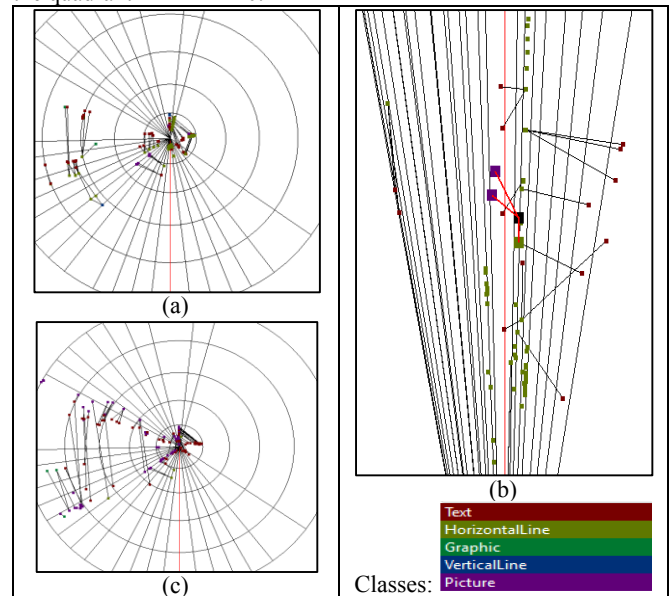 (a)
(b)
(c)
Classes:
Text
HorizontalLine
Graphic
VerticalLine
Picture